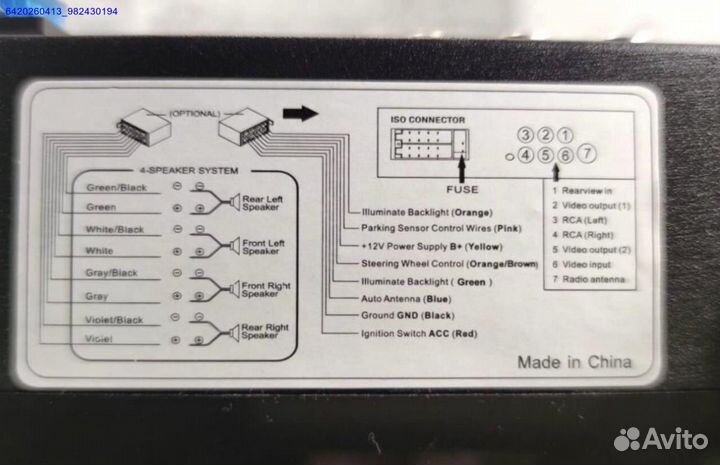 6420260413_982430194
(OPTIONAL)
4-SPEAKER SYSTEM
Green/Black
Green
Rear Left
Speaker
White/Black
White
Front Left
Speaker
Gray/Black
Gray
Front Right
Speaker
Violet/Black
Violet
Rear Right
Speaker
Illuminate Backlight (Orange)
Parking Sensor Control Wires (Pink)
+12V Power Supply B+ (Yellow)
Steering Wheel Control (Orange/Brown)
Illuminate Backlight ( Green )
Auto Antenna (Blue)
Ground GND (Black)
Ignition Switch ACC (Red)
ISO CONNECTOR
FUSE
3 2 1
4 5 6 7
1 Rearview in
2 Video output (1)
3 RCA (Left)
4 RCA (Right)
5 Video output (2)
6 Video input
7 Radio antenna
Made in China
Avito